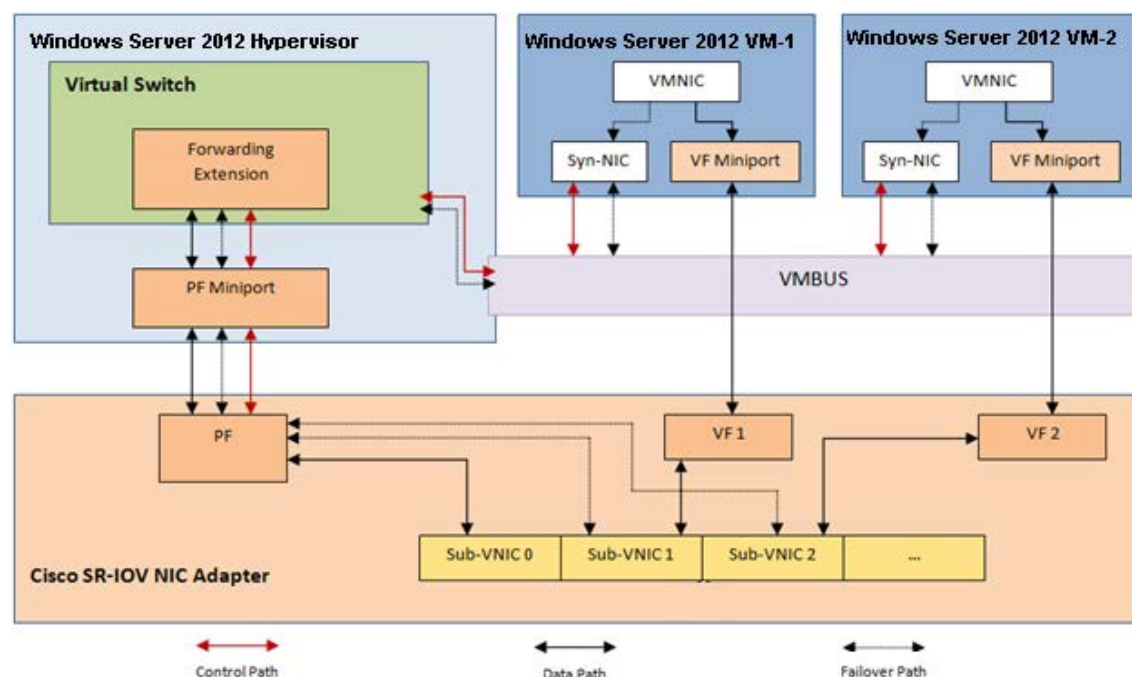 Windows Server 2012 Hypervisor
Windows Server 2012 VM-1
Windows Server 2012 VM-2
Virtual Switch
Forwarding
Extension
PF Miniport
VMNIC
Syn-NIC
VF Miniport
VMNIC
Syn-NIC
VF Miniport
VMBUS
PF
VF 1
VF 2
Sub-VNIC 0
Sub-VNIC 1
Sub-VNIC 2
...
Cisco SR-IOV NIC Adapter
Control Path
Data Path
Failover Path